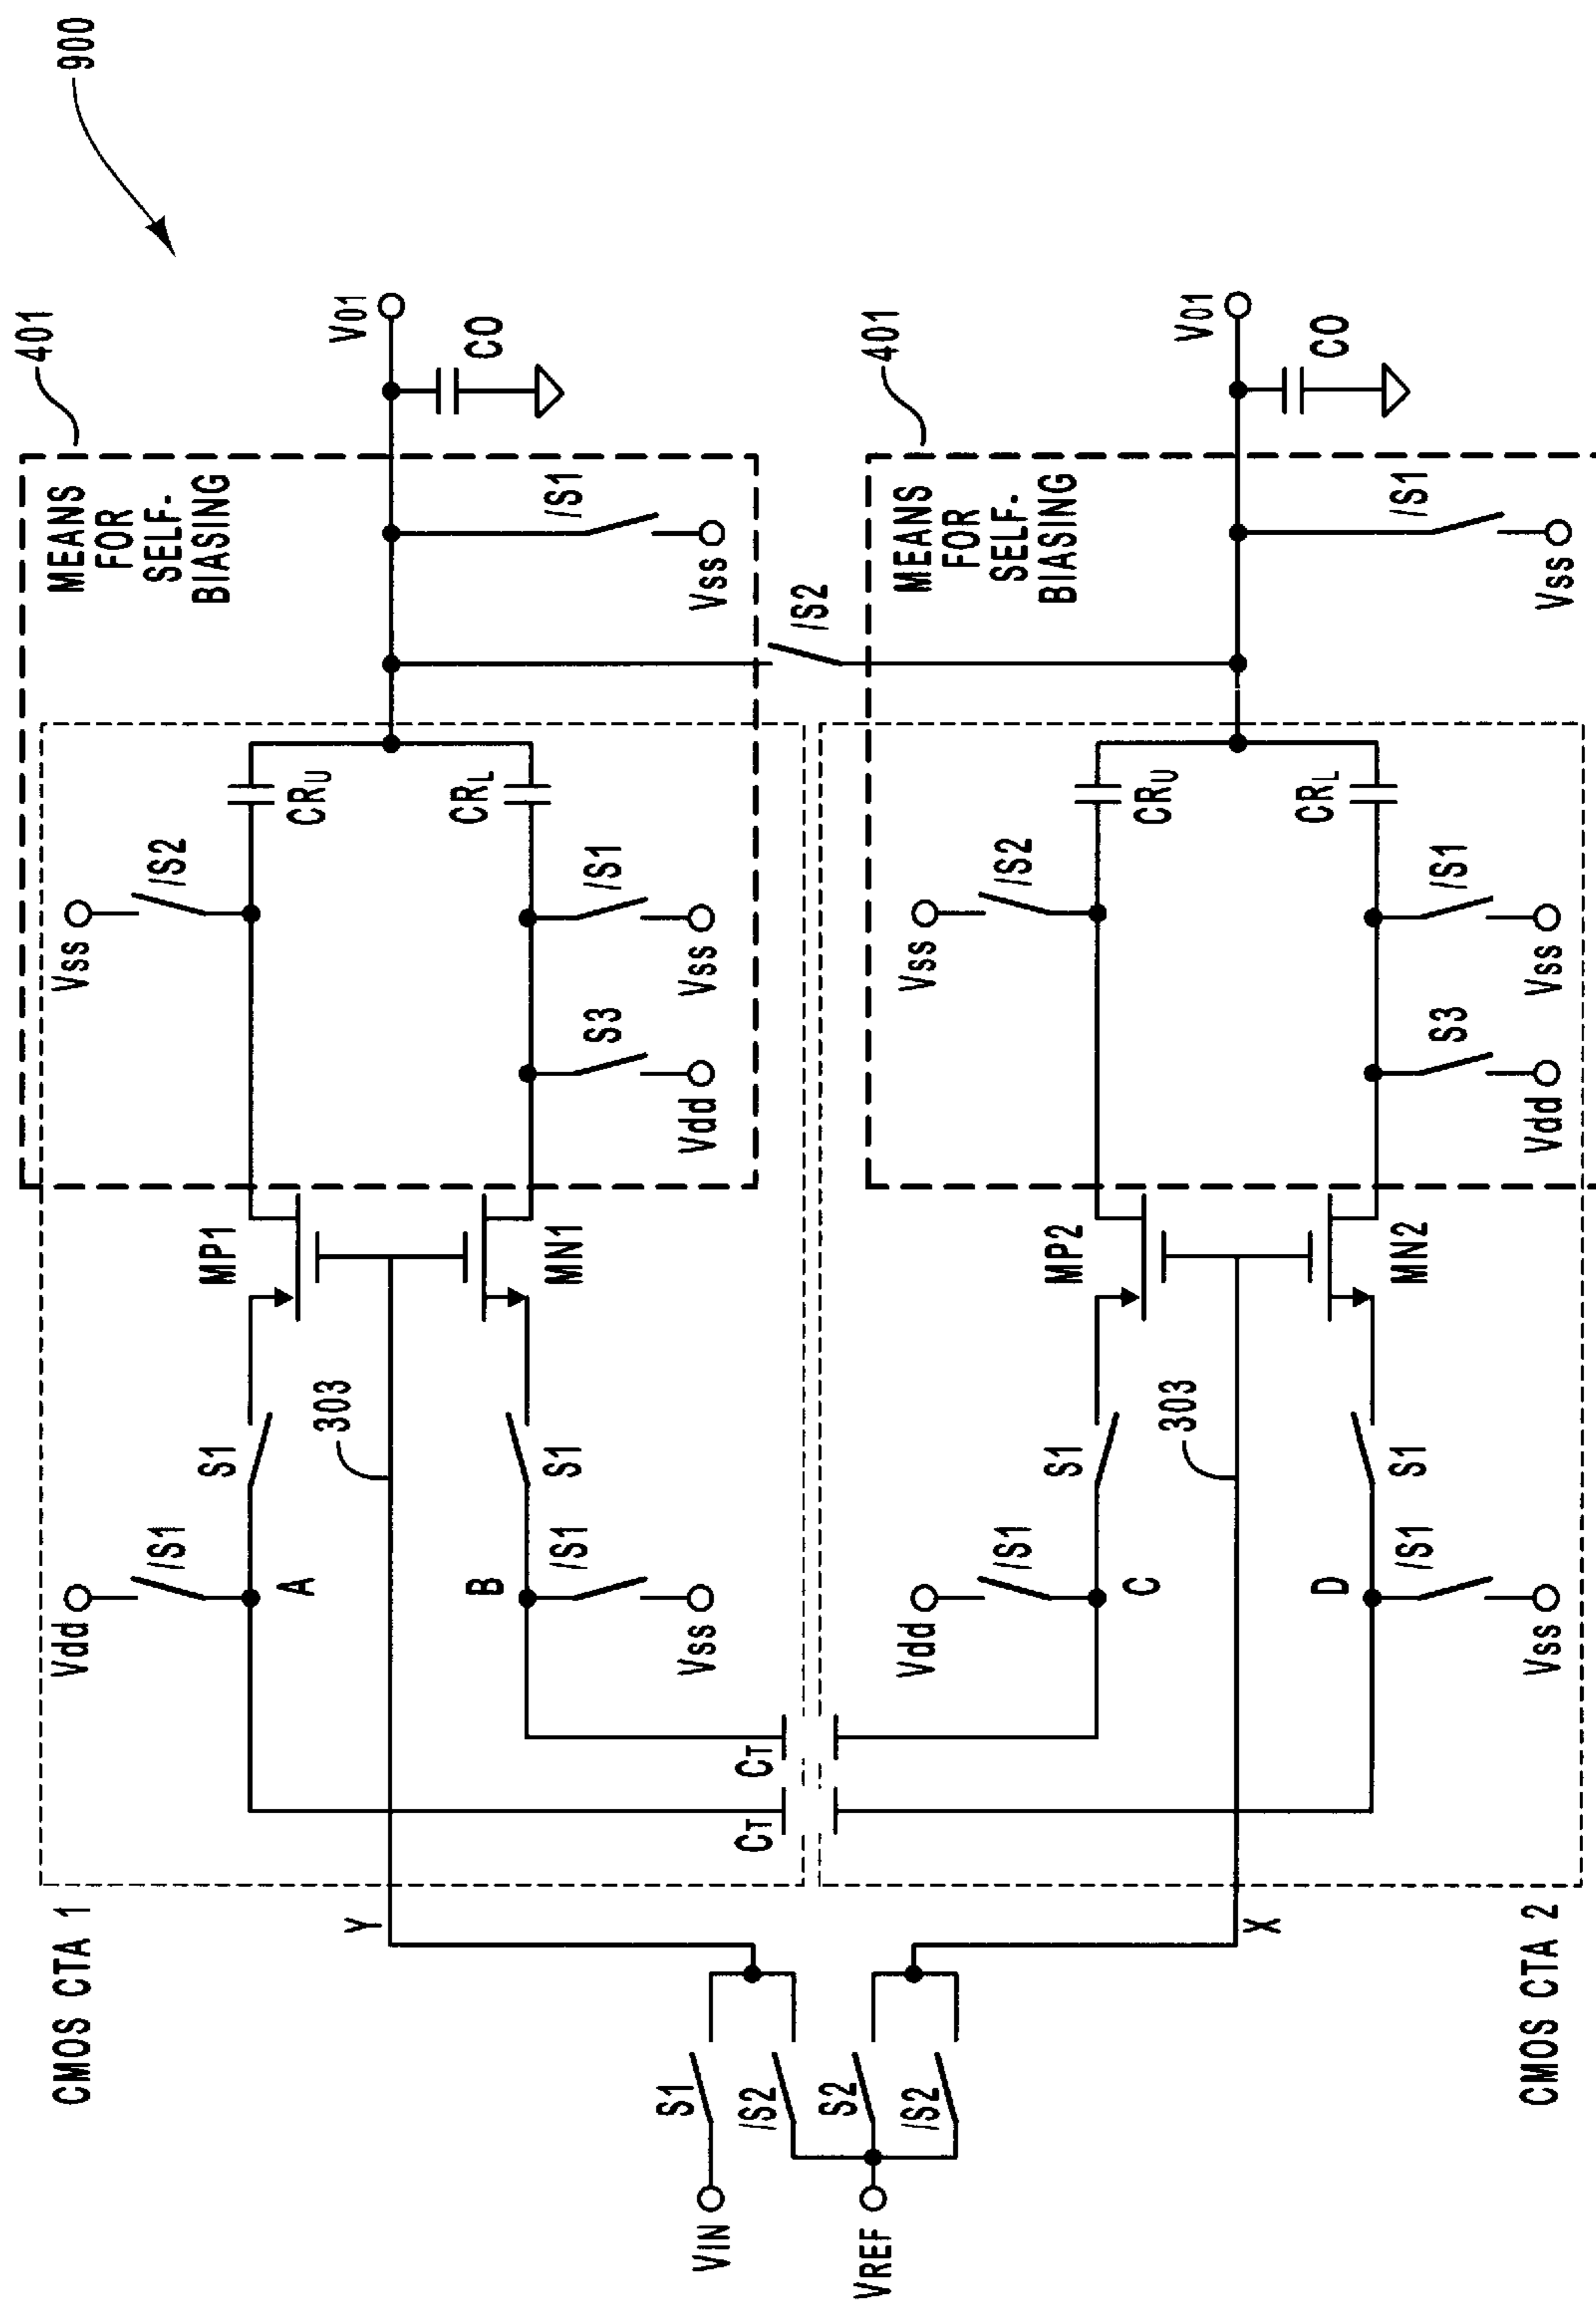 900
401
MEANS
FOR
SELF-
BIASING
Vss
/S2
CRU
CRL
/S1
Vss
S3
Vdd
/S1
Vss
VO1
CO
MP1
MN1
S1
S1
303
Vdd
/S1
A
B
/S1
Vss
CT
CT
CMOS CTA 1
Y
/S2
401
MEANS
FOR
SELF-
BIASING
Vss
/S2
CRU
CRL
/S1
Vss
S3
Vdd
/S1
Vss
VO1
CO
MP2
MN2
S1
S1
303
Vdd
/S1
C
D
/S1
Vss
X
CMOS CTA 2
VIN
S1
/S2
S2
/S2
VREF